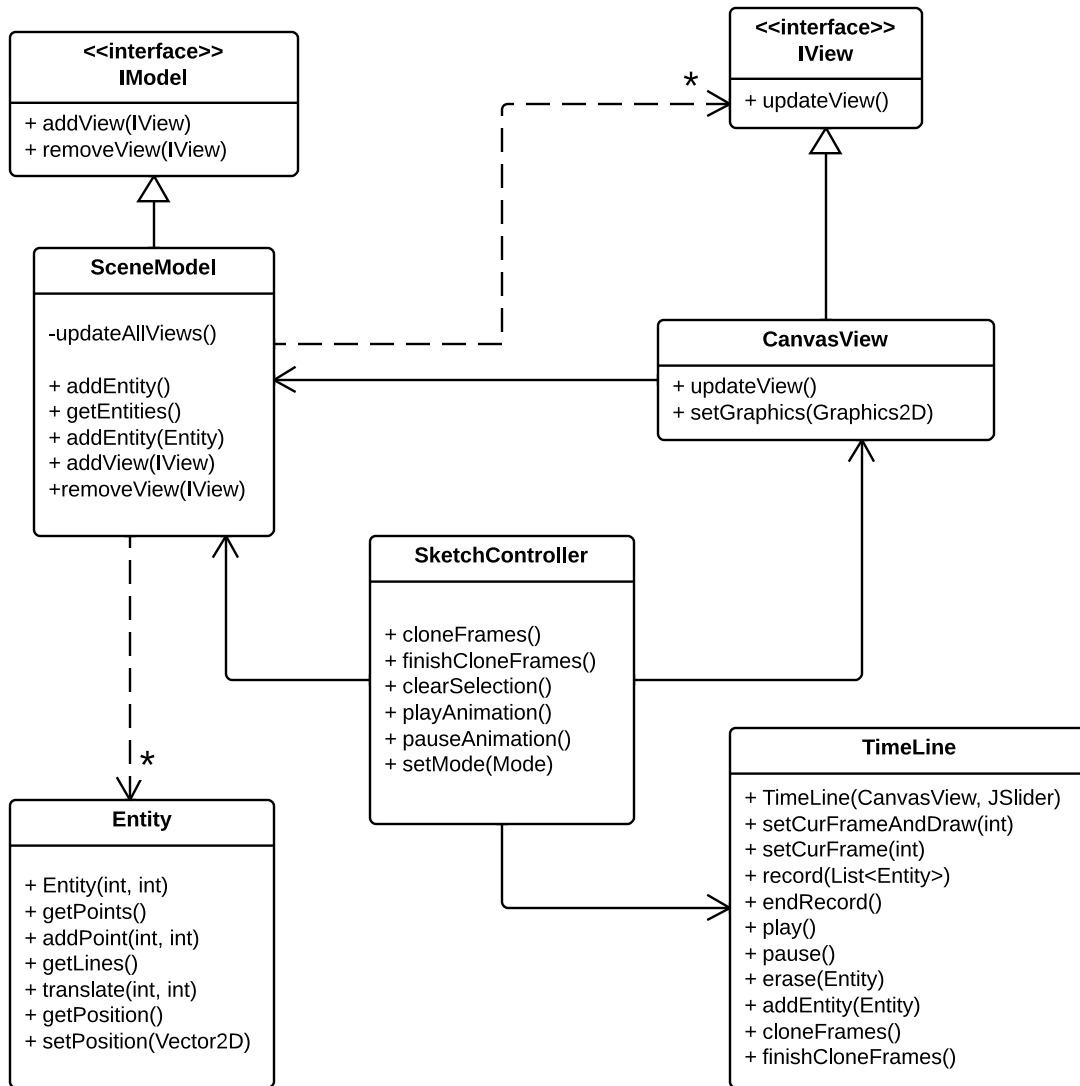 <<interface>>
IModel
+ addView(IView)
+ removeView(IView)
<<interface>>
IView
+ updateView()
*
SceneModel
-updateAllViews()
+ addEntity()
+ getEntities()
+ addEntity(Entity)
+ addView(IView)
+removeView(IView)
CanvasView
+ updateView()
+ setGraphics(Graphics2D)
SketchController
+ cloneFrames()
+ finishCloneFrames()
+ clearSelection()
+ playAnimation()
+ pauseAnimation()
+ setMode(Mode)
*
Entity
+ Entity(int, int)
+ getPoints()
+ addPoint(int, int)
+ getLines()
+ translate(int, int)
+ getPosition()
+ setPosition(Vector2D)
TimeLine
+ TimeLine(CanvasView, JSlider)
+ setCurFrameAndDraw(int)
+ setCurFrame(int)
+ record(List<Entity>)
+ endRecord()
+ play()
+ pause()
+ erase(Entity)
+ addEntity(Entity)
+ cloneFrames()
+ finishCloneFrames()